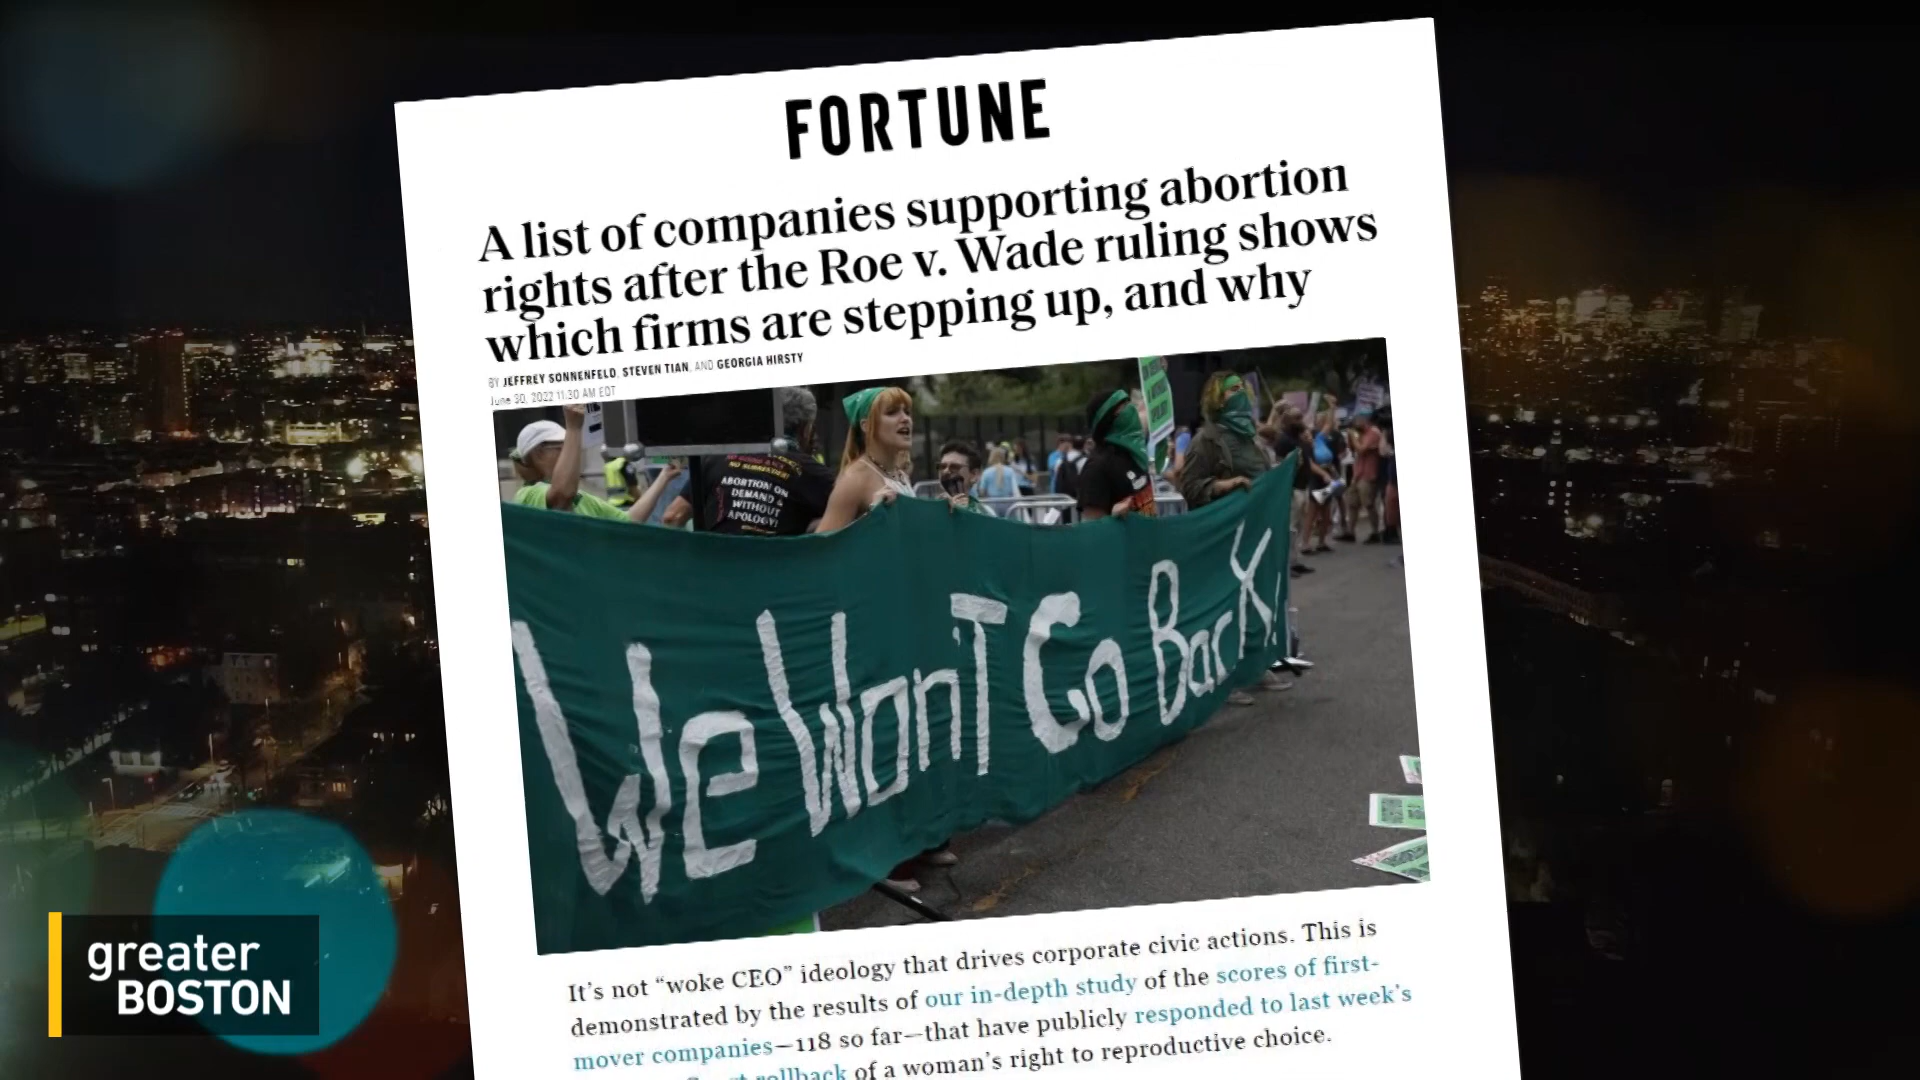 FORTUNE
A list of companies supporting abortion
rights after the Roe v. Wade ruling shows
which firms are stepping up, and why
BY JEFFREY SONNENFELD, STEVEN TIAN, AND GEORGIA HIRSTY
June 30, 2022 11:30 AM EDT
NO SURRENDER!
ABORTION ON
DEMAND &
WITHOUT
APOLOGY!
We Won'T Go Back!
It's not “woke CEO” ideology that drives corporate civic actions. This is
demonstrated by the results of our in-depth study of the scores of first-
mover companies—118 so far—that have publicly responded to last week's
rollback of a woman's right to reproductive choice.
greater
BOSTON